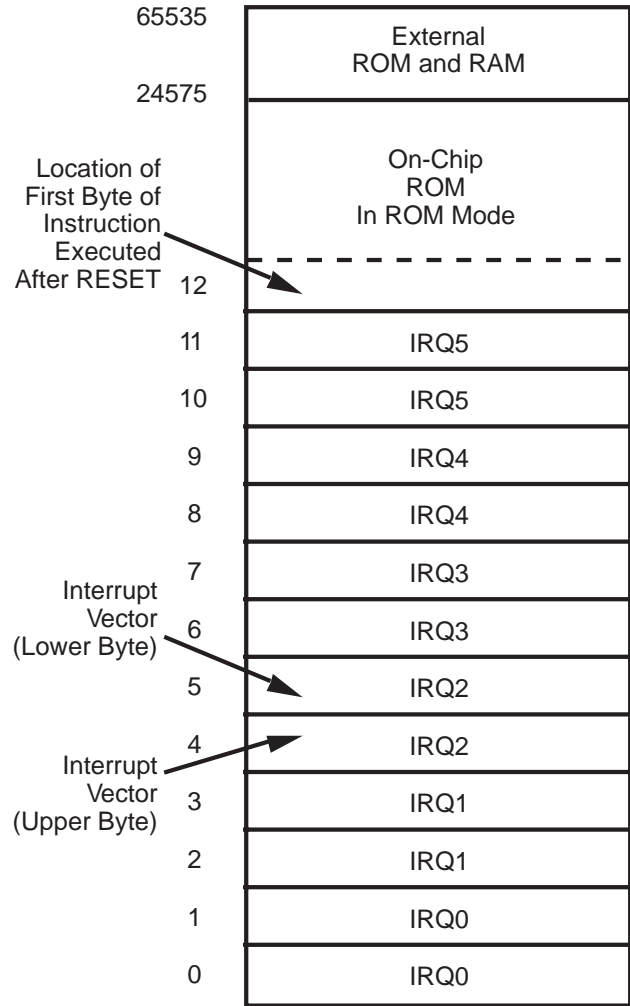 65535
External
ROM and RAM
24575
On-Chip
ROM
In ROM Mode
Location of
First Byte of
Instruction
Executed
After RESET
12
11
IRQ5
10
IRQ5
9
IRQ4
8
IRQ4
7
IRQ3
Interrupt
Vector
(Lower Byte)
6
IRQ3
5
IRQ2
4
IRQ2
Interrupt
Vector
(Upper Byte)
3
IRQ1
2
IRQ1
1
IRQ0
0
IRQ0